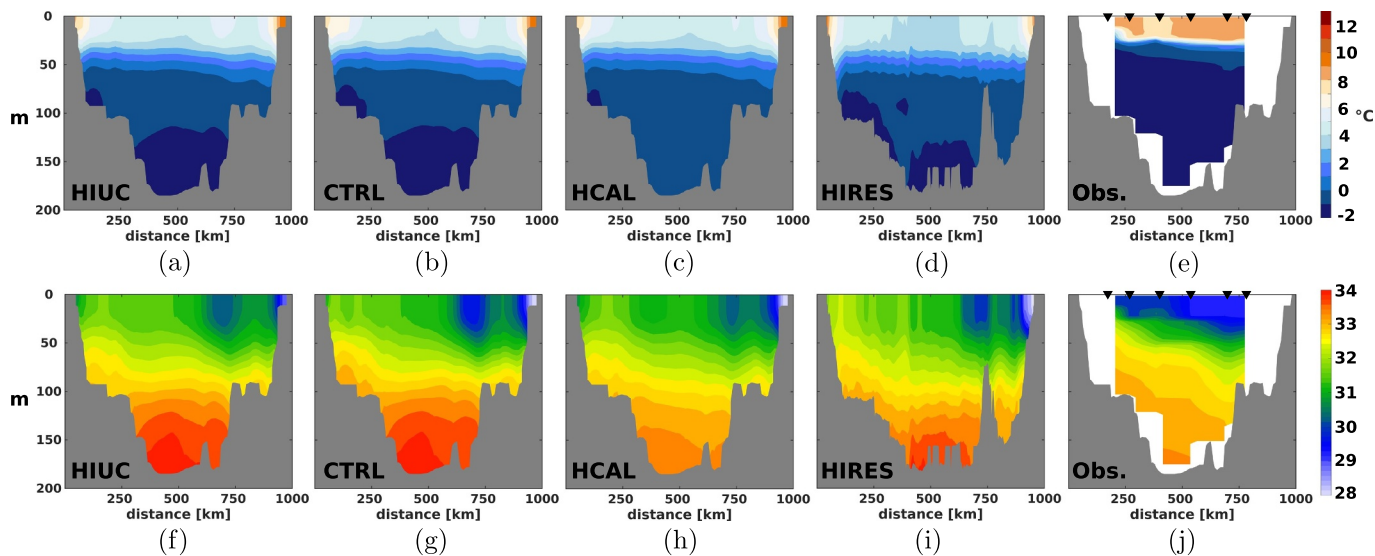 0 50 100 150 200
m
HIUC CTRL HCAL HIRES Obs.
250 500 750 1000 250 500 750 1000 250 500 750 1000 250 500 750 1000 250 500 750 1000
distance [km] distance [km] distance [km] distance [km] distance [km]
12 10 8 6 4 2 0 -2
°C
(a) (b) (c) (d) (e)
0 50 100 150 200
m
HIUC CTRL HCAL HIRES Obs.
250 500 750 1000 250 500 750 1000 250 500 750 1000 250 500 750 1000 250 500 750 1000
distance [km] distance [km] distance [km] distance [km] distance [km]
34 33 32 31 30 29 28
(f) (g) (h) (i) (j)